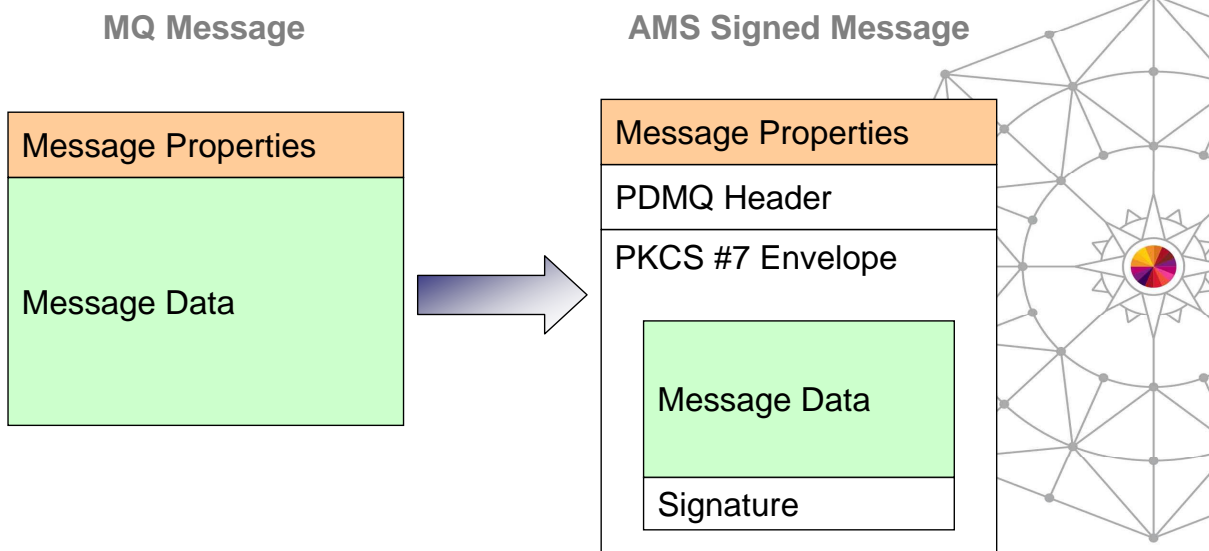 MQ Message
Message Properties
Message Data
AMS Signed Message
Message Properties
PDMQ Header
PKCS #7 Envelope
Message Data
Signature